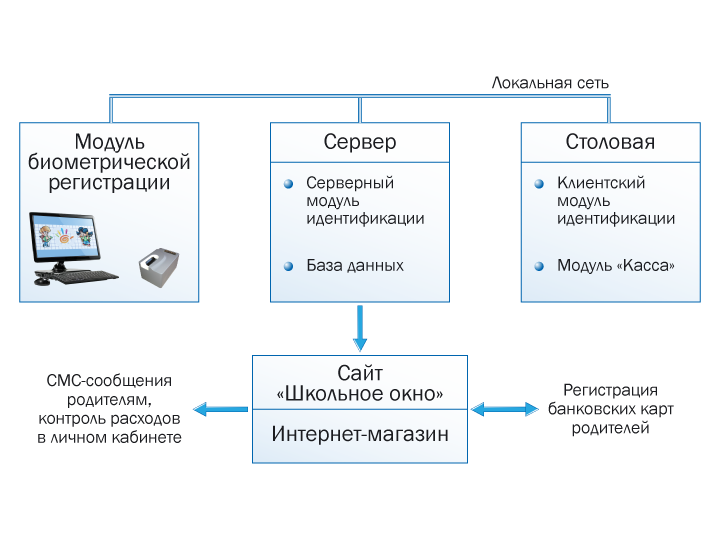 Локальная сеть
Модуль
биометрической
регистрации
Сервер
Серверный
модуль
идентификации
База данных
Столовая
Клиентский
модуль
идентификации
Модуль «Касса»
Сайт
«Школьное окно»
Интернет-магазин
СМС-сообщения
родителям,
контроль расходов
в личном кабинете
Регистрация
банковских карт
родителей